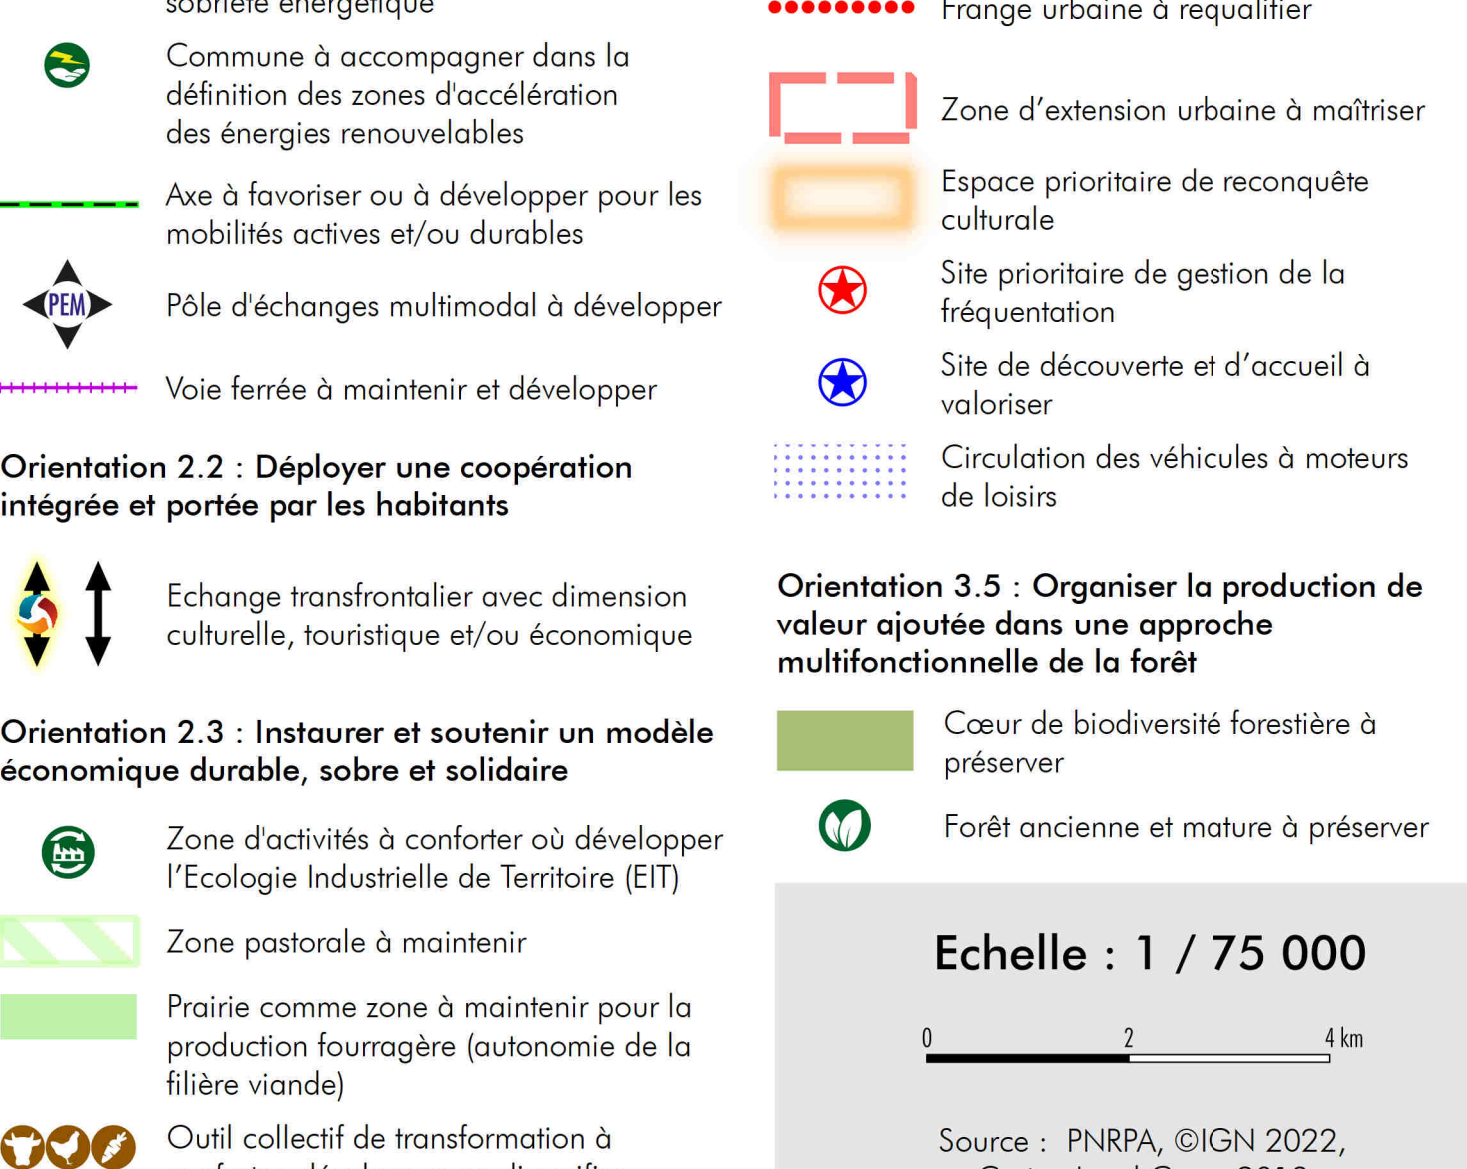 sobriété énergétique
Commune à accompagner dans la
définition des zones d'accélération
des énergies renouvelables
Axe à favoriser ou à développer pour les
mobilités actives et/ou durables
PEM
Pôle d'échanges multimodal à développer
Voie ferrée à maintenir et développer
Orientation 2.2 : Déployer une coopération
intégrée et portée par les habitants
Echange transfrontalier avec dimension
culturelle, touristique et/ou économique
Orientation 2.3 : Instaurer et soutenir un modèle
économique durable, sobre et solidaire
Zone d'activités à conforter où développer
l’Ecologie Industrielle de Territoire (EIT)
Zone pastorale à maintenir
Prairie comme zone à maintenir pour la
production fourragère (autonomie de la
filière viande)
Outil collectif de transformation à
Frange urbaine à requalifier
Zone d’extension urbaine à maîtriser
Espace prioritaire de reconquête
culturale
Site prioritaire de gestion de la
fréquentation
Site de découverte et d’accueil à
valoriser
Circulation des véhicules à moteurs
de loisirs
Orientation 3.5 : Organiser la production de
valeur ajoutée dans une approche
multifonctionnelle de la forêt
Cœur de biodiversité forestière à
préserver
Forêt ancienne et mature à préserver
Echelle : 1 / 75 000
0 2 4 km
Source : PNRPA, ©IGN 2022,